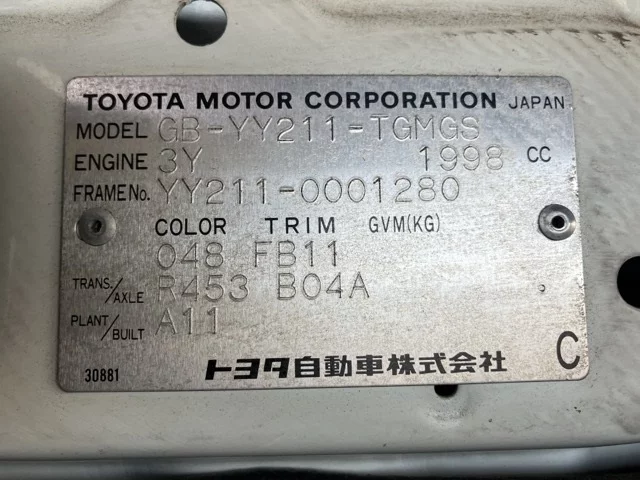 TOYOTA MOTOR CORPORATION JAPAN
MODEL GB-YY211-TGMGS
ENGINE 3Y 1998 CC
FRAME No. YY211-0001280
COLOR TRIM GVM(KG)
048 FB11
TRANS./AXLE R453 B04A
PLANT/BUILT A11
30881 トヨタ自動車株式会社 C